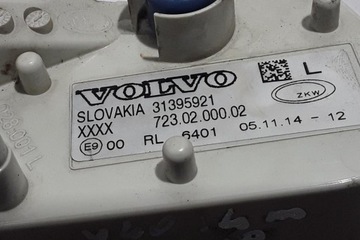 VOLVO L
SLOVAKIA 31395921 ZKW
XXXX 723.02.000.02
E9 00 RL 6401 05.11.14 - 12